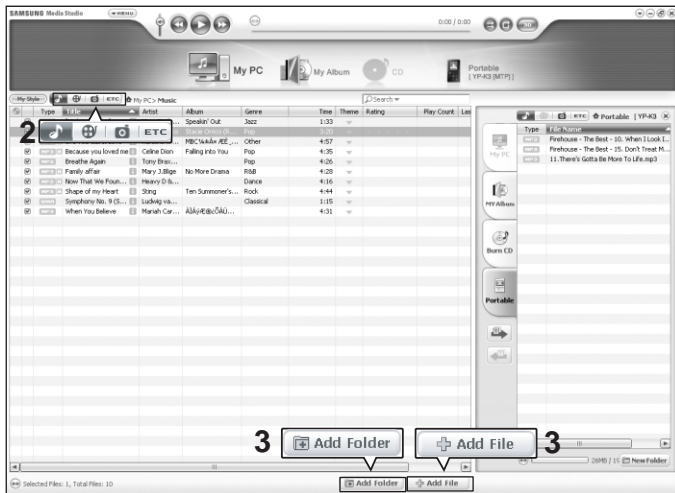 SAMSUNG Media Studio MENU
0:00 / 0:00
3D
My PC
My Album
CD
Portable
[YP-K3 [MTP]]
My Style ETC My PC> Music Search
Type Title Artist Album Genre Time Theme Rating Play Count Las
Speakin' Out Jazz 1:33
Pop 3:20
2 ETC
Other 4:57
Because you loved me Celine Dion Falling into You Pop 4:35
Breathe Again Tony Brax... Pop 4:26
Family affair Mary J.Blige No More Drama R&B 4:28
Now That We Foun... Heavy D &... Dance 4:16
Shape of my Heart Sting Ten Summoner's... Rock 4:44
Symphony No. 9 (S... Ludwig va... Classical 1:15
When You Believe Mariah Car... 4:31
ETC Portable [YP-K3
Type File Name
Firehouse - The Best - 10. When I Look I...
Firehouse - The Best - 15. Don't Treat M...
11.There's Gotta Be More To Life.mp3
My PC
MY Album
Burn CD
Portable
3 Add Folder Add File 3
26MB / 1 New Folder
Selected Files: 1, Total Files: 10 Add Folder Add File